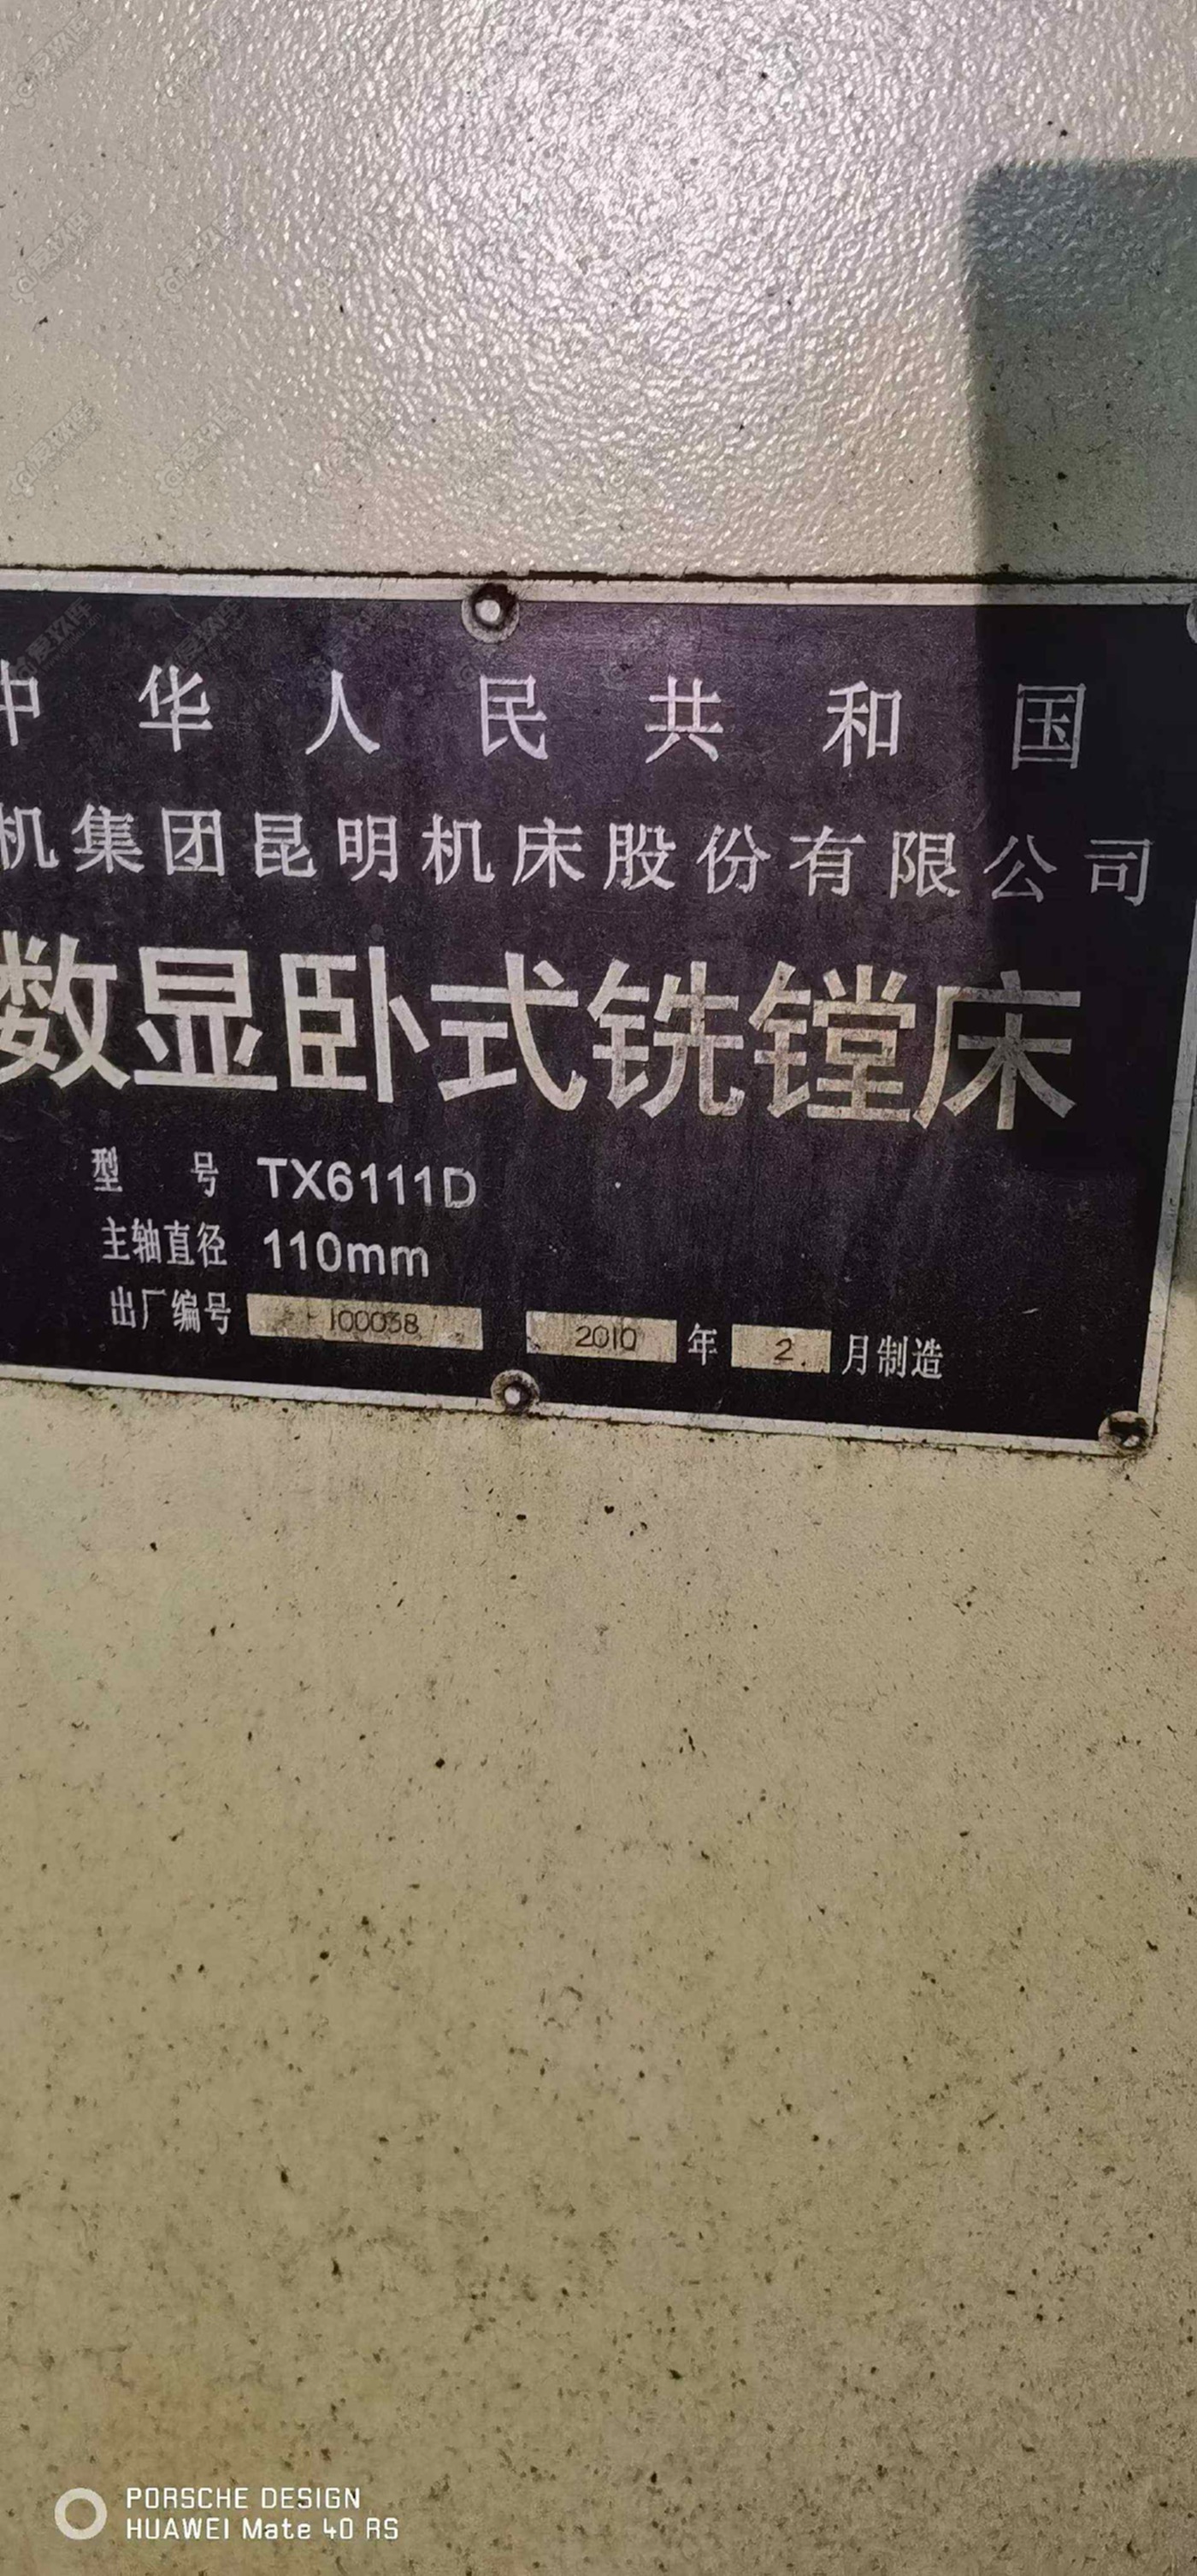 中华人民共和国
机集团昆明机床股份有限公司
数显卧式铣镗床
型号 TX6111D
主轴直径 110mm
出厂编号 100038 2010 年 2 月制造
PORSCHE DESIGN
HUAWEI Mate 40 RS